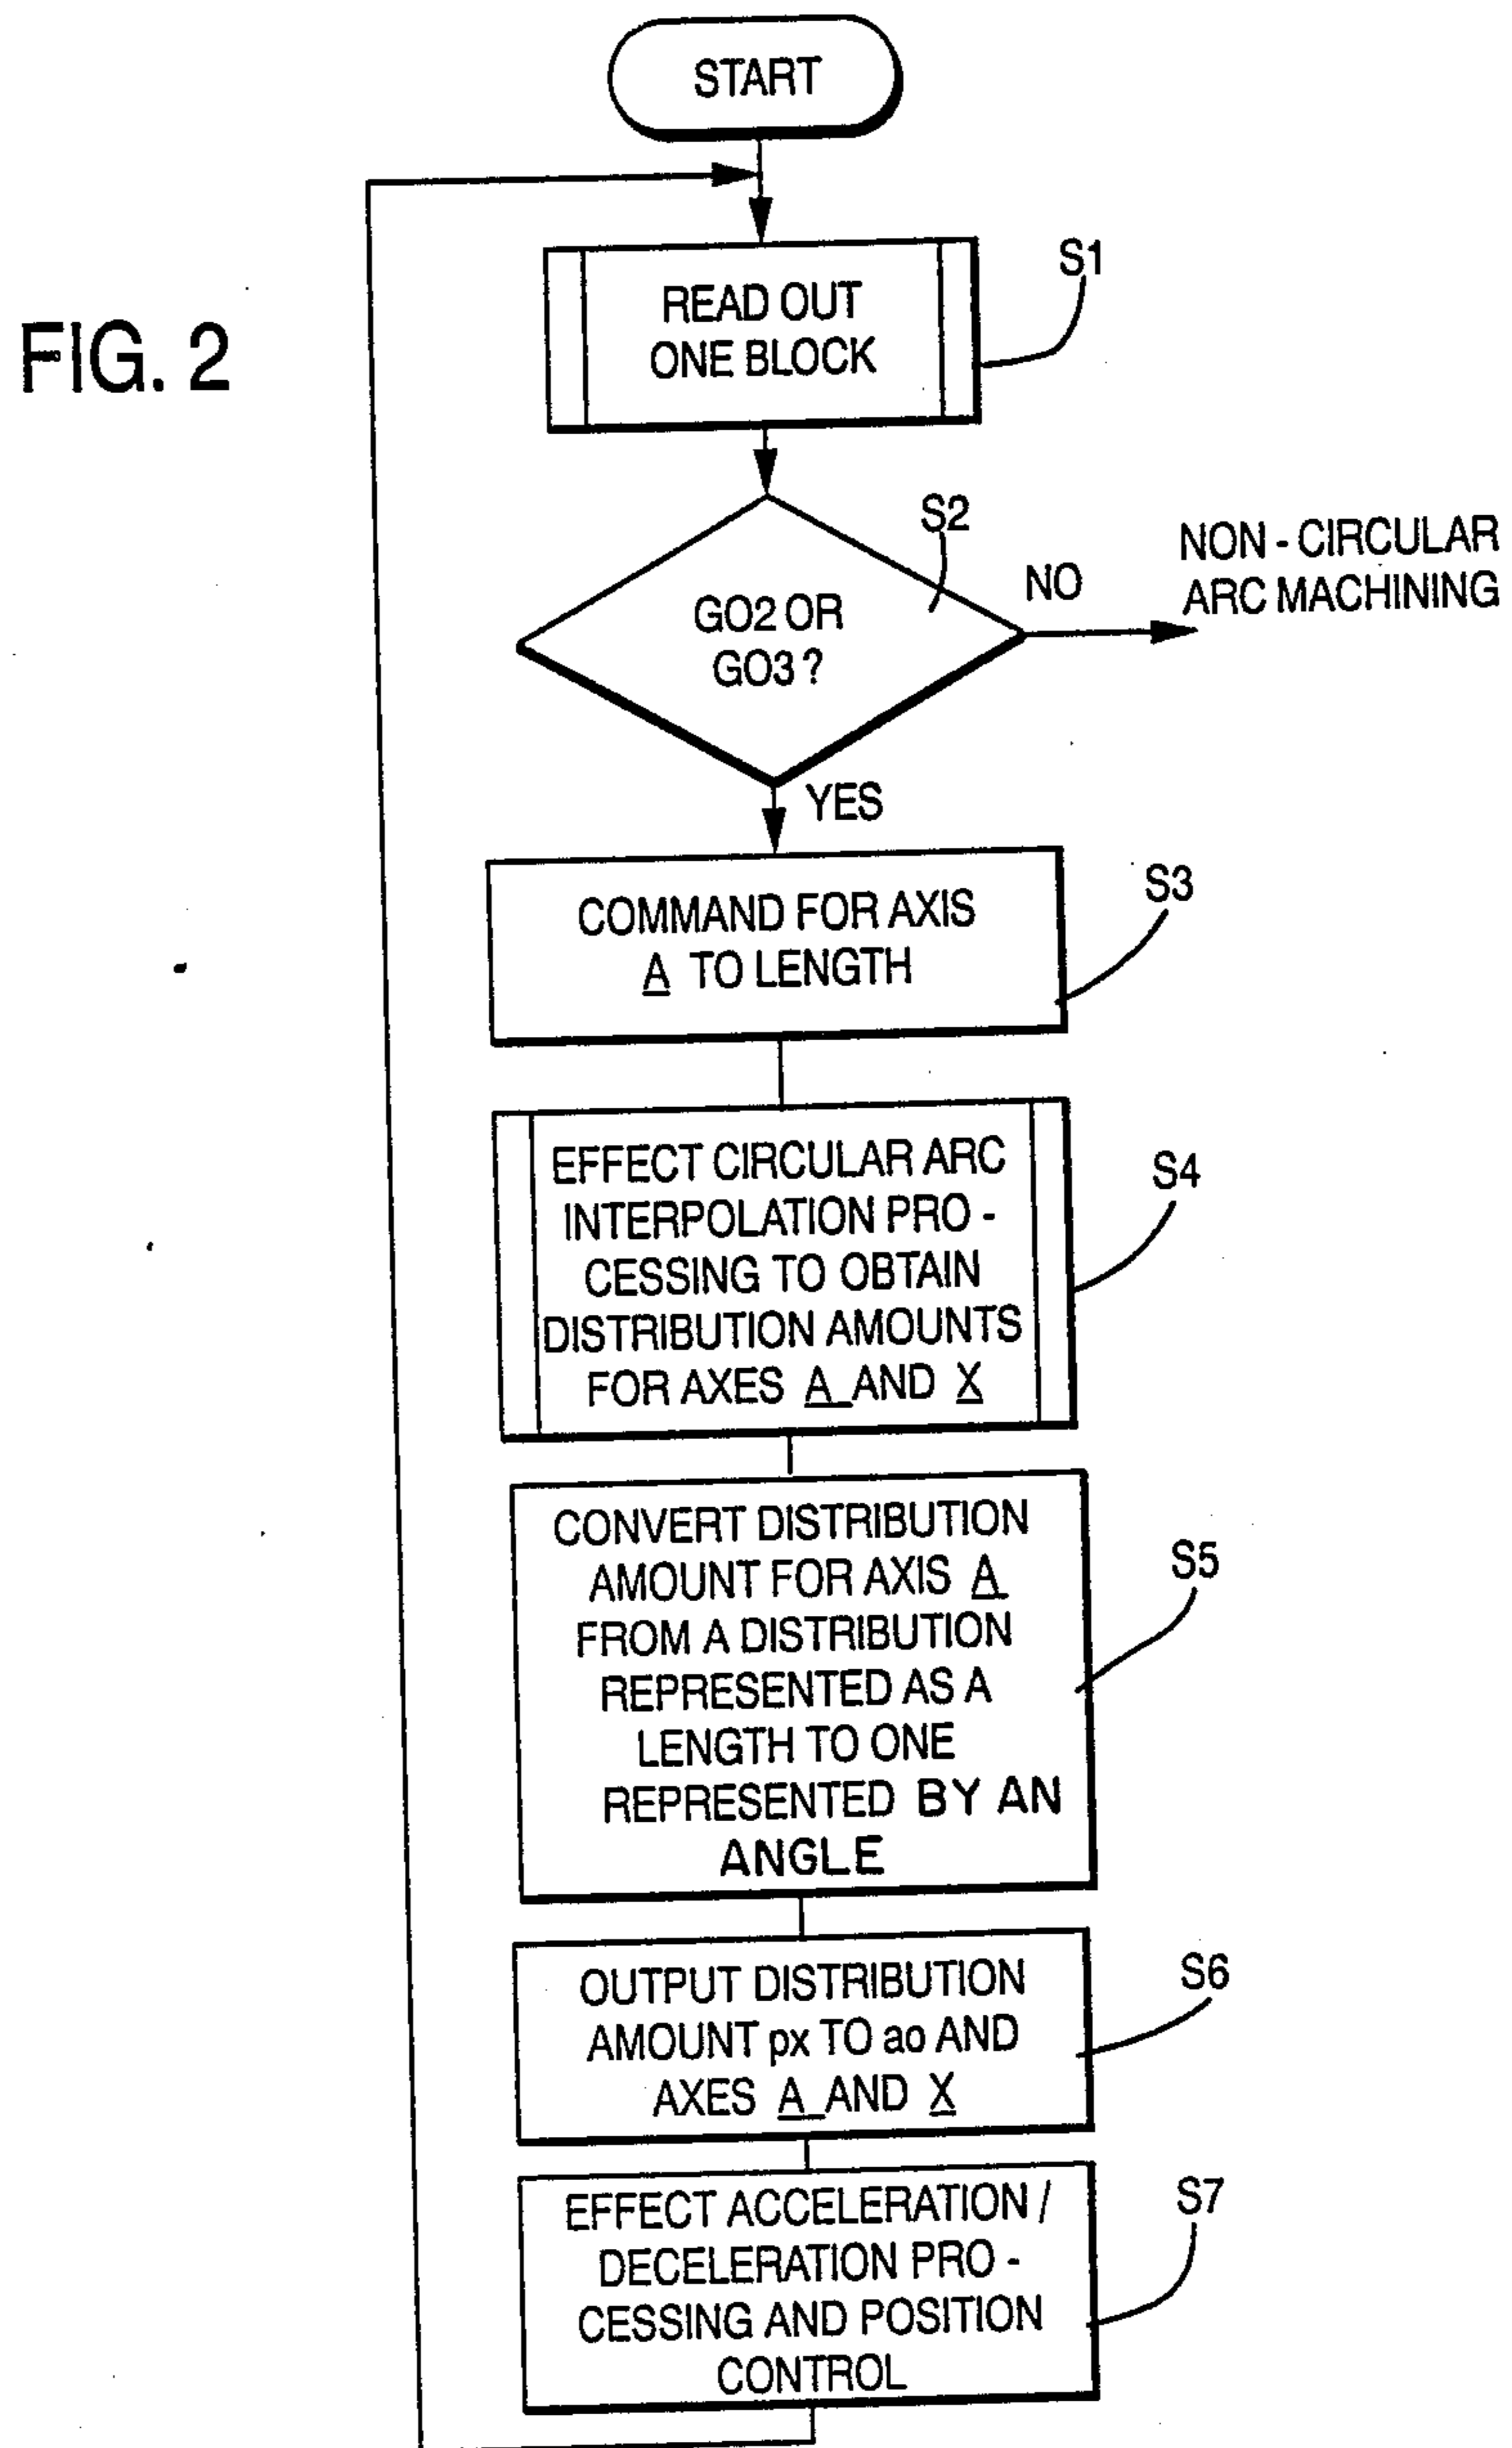 START
FIG. 2
S1
READ OUT
ONE BLOCK
S2
GO2 OR
GO3?
NO
NON - CIRCULAR
ARC MACHINING
YES
S3
COMMAND FOR AXIS
A TO LENGTH
S4
EFFECT CIRCULAR ARC
INTERPOLATION PRO -
CESSING TO OBTAIN
DISTRIBUTION AMOUNTS
FOR AXES A AND X
S5
CONVERT DISTRIBUTION
AMOUNT FOR AXIS A
FROM A DISTRIBUTION
REPRESENTED AS A
LENGTH TO ONE
REPRESENTED BY AN
ANGLE
S6
OUTPUT DISTRIBUTION
AMOUNT px TO ao AND
AXES A AND X
S7
EFFECT ACCELERATION /
DECELERATION PRO -
CESSING AND POSITION
CONTROL